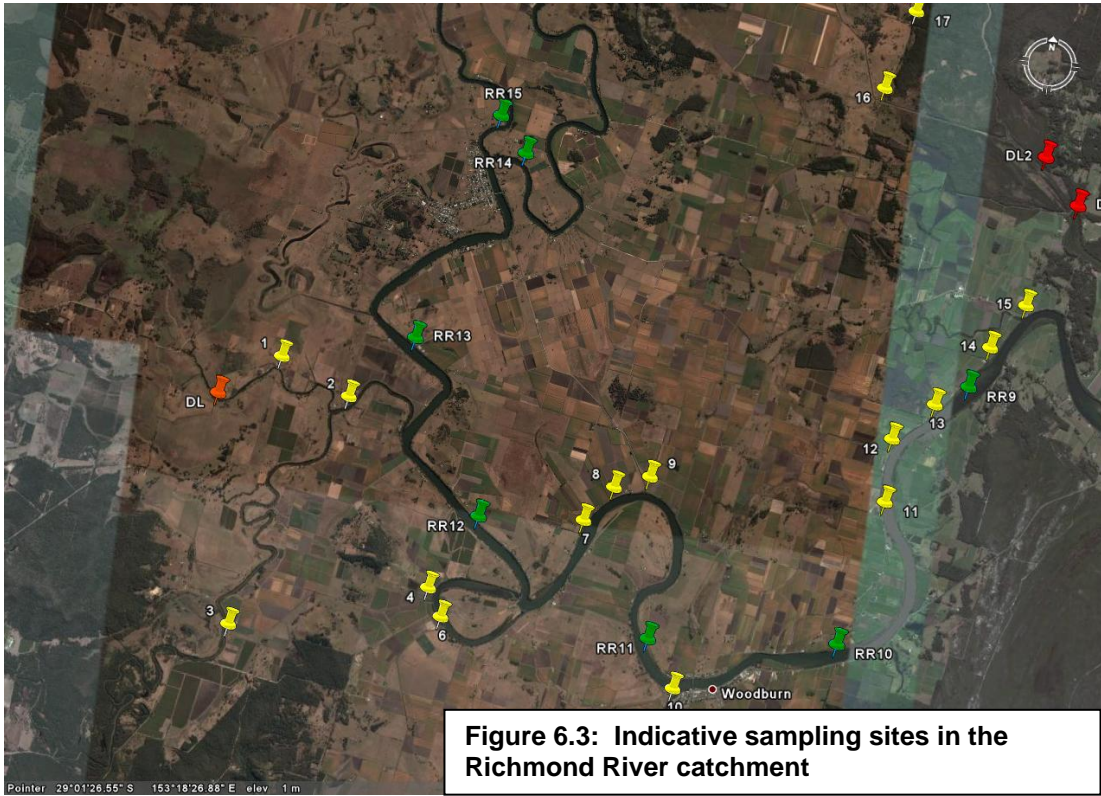 17
N
16
RR15
RR14
DL2
D
15
14
RR13
1
2
DL
RR9
13
12
8
9
11
7
RR12
4
6
3
RR11
RR10
10
Woodburn
Figure 6.3: Indicative sampling sites in the
Richmond River catchment
Pointer 29°01'26.55" S 153°18'26.88" E elev 1 m